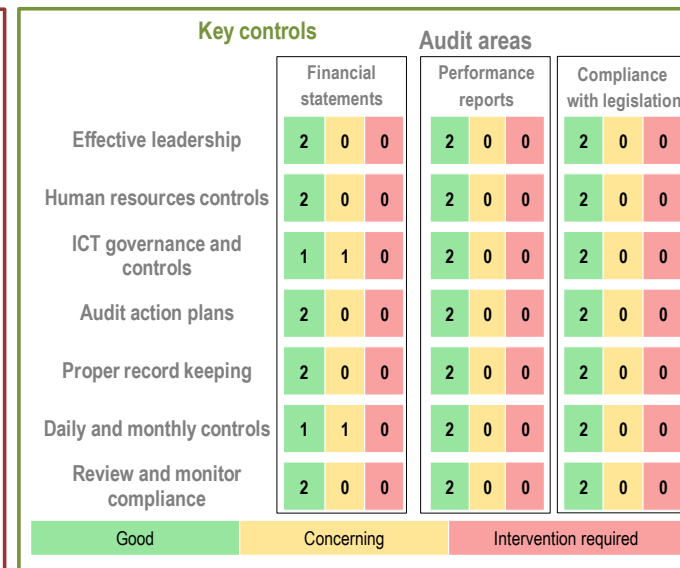 Key controls
Audit areas
Financial
statements
Performance
reports
Compliance
with legislation
Effective leadership 2 0 0 2 0 0 2 0 0
Human resources controls 2 0 0 2 0 0 2 0 0
ICT governance and
controls 1 1 0 2 0 0 2 0 0
Audit action plans 2 0 0 2 0 0 2 0 0
Proper record keeping 2 0 0 2 0 0 2 0 0
Daily and monthly controls 1 1 0 2 0 0 2 0 0
Review and monitor
compliance 2 0 0 2 0 0 2 0 0
Good Concerning Intervention required